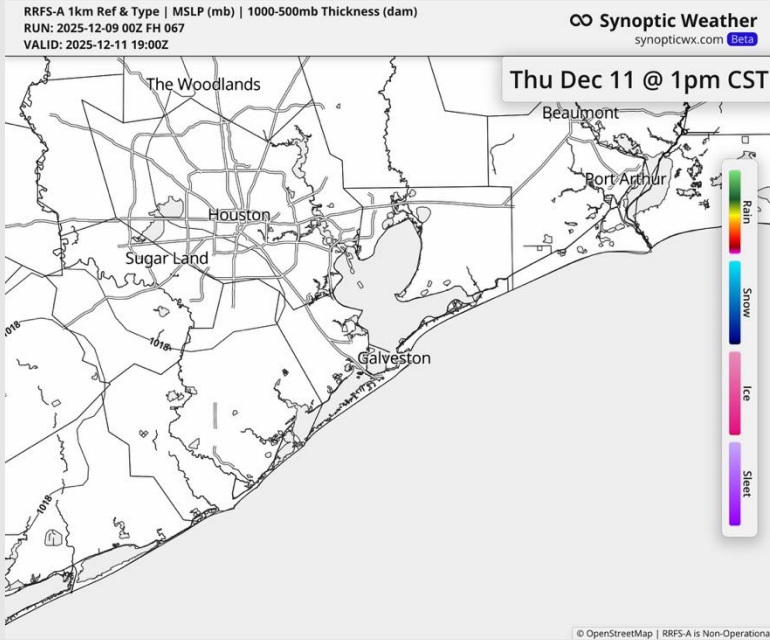 RRFS-A 1km Ref & Type | MSLP (mb) | 1000-500mb Thickness (dam)
RUN: 2025-12-09 00Z FH 067
VALID: 2025-12-11 19:00Z
Synoptic Weather
synopticwx.com Beta
Thu Dec 11 @ 1pm CST
The Woodlands
Beaumont
Port Arthur
Houston
Sugar Land
Galveston
1018
1018
1018
Rain
Snow
Ice
Sleet
© OpenStreetMap | RRFS-A is Non-Operationa